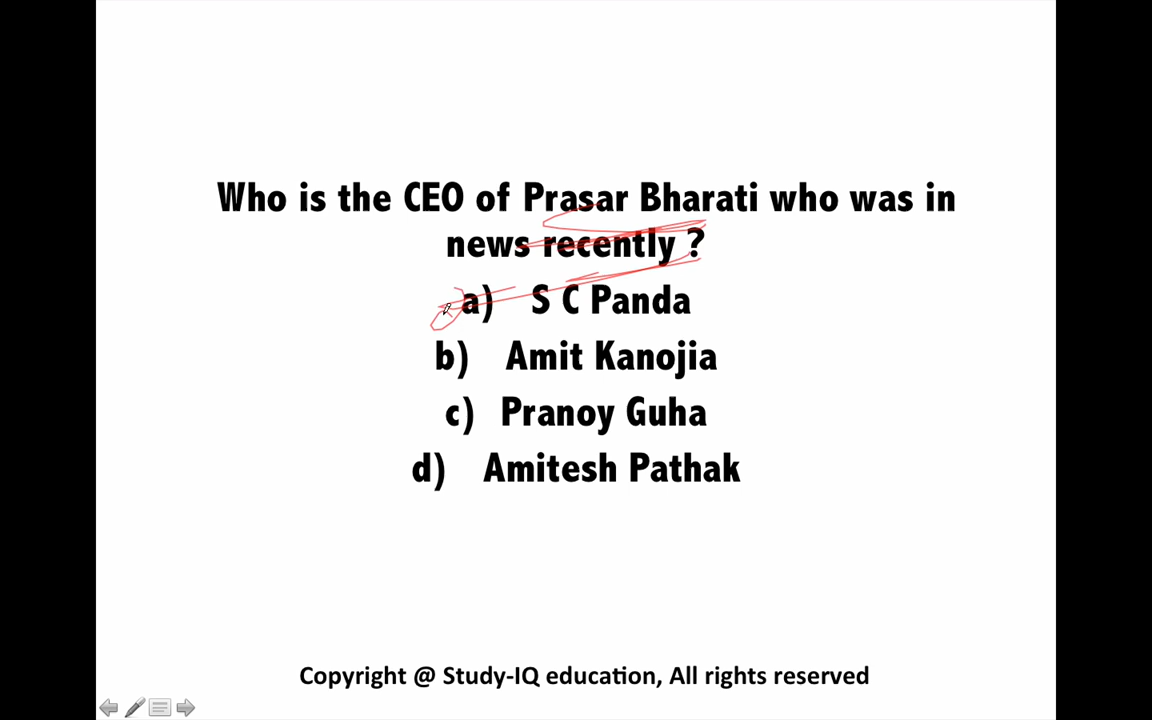 Who is the CEO of Prasar Bharati who was in
news recently ?
a) S C Panda
b) Amit Kanojia
c) Pranoy Guha
d) Amitesh Pathak
Copyright @ Study-IQ education, All rights reserved